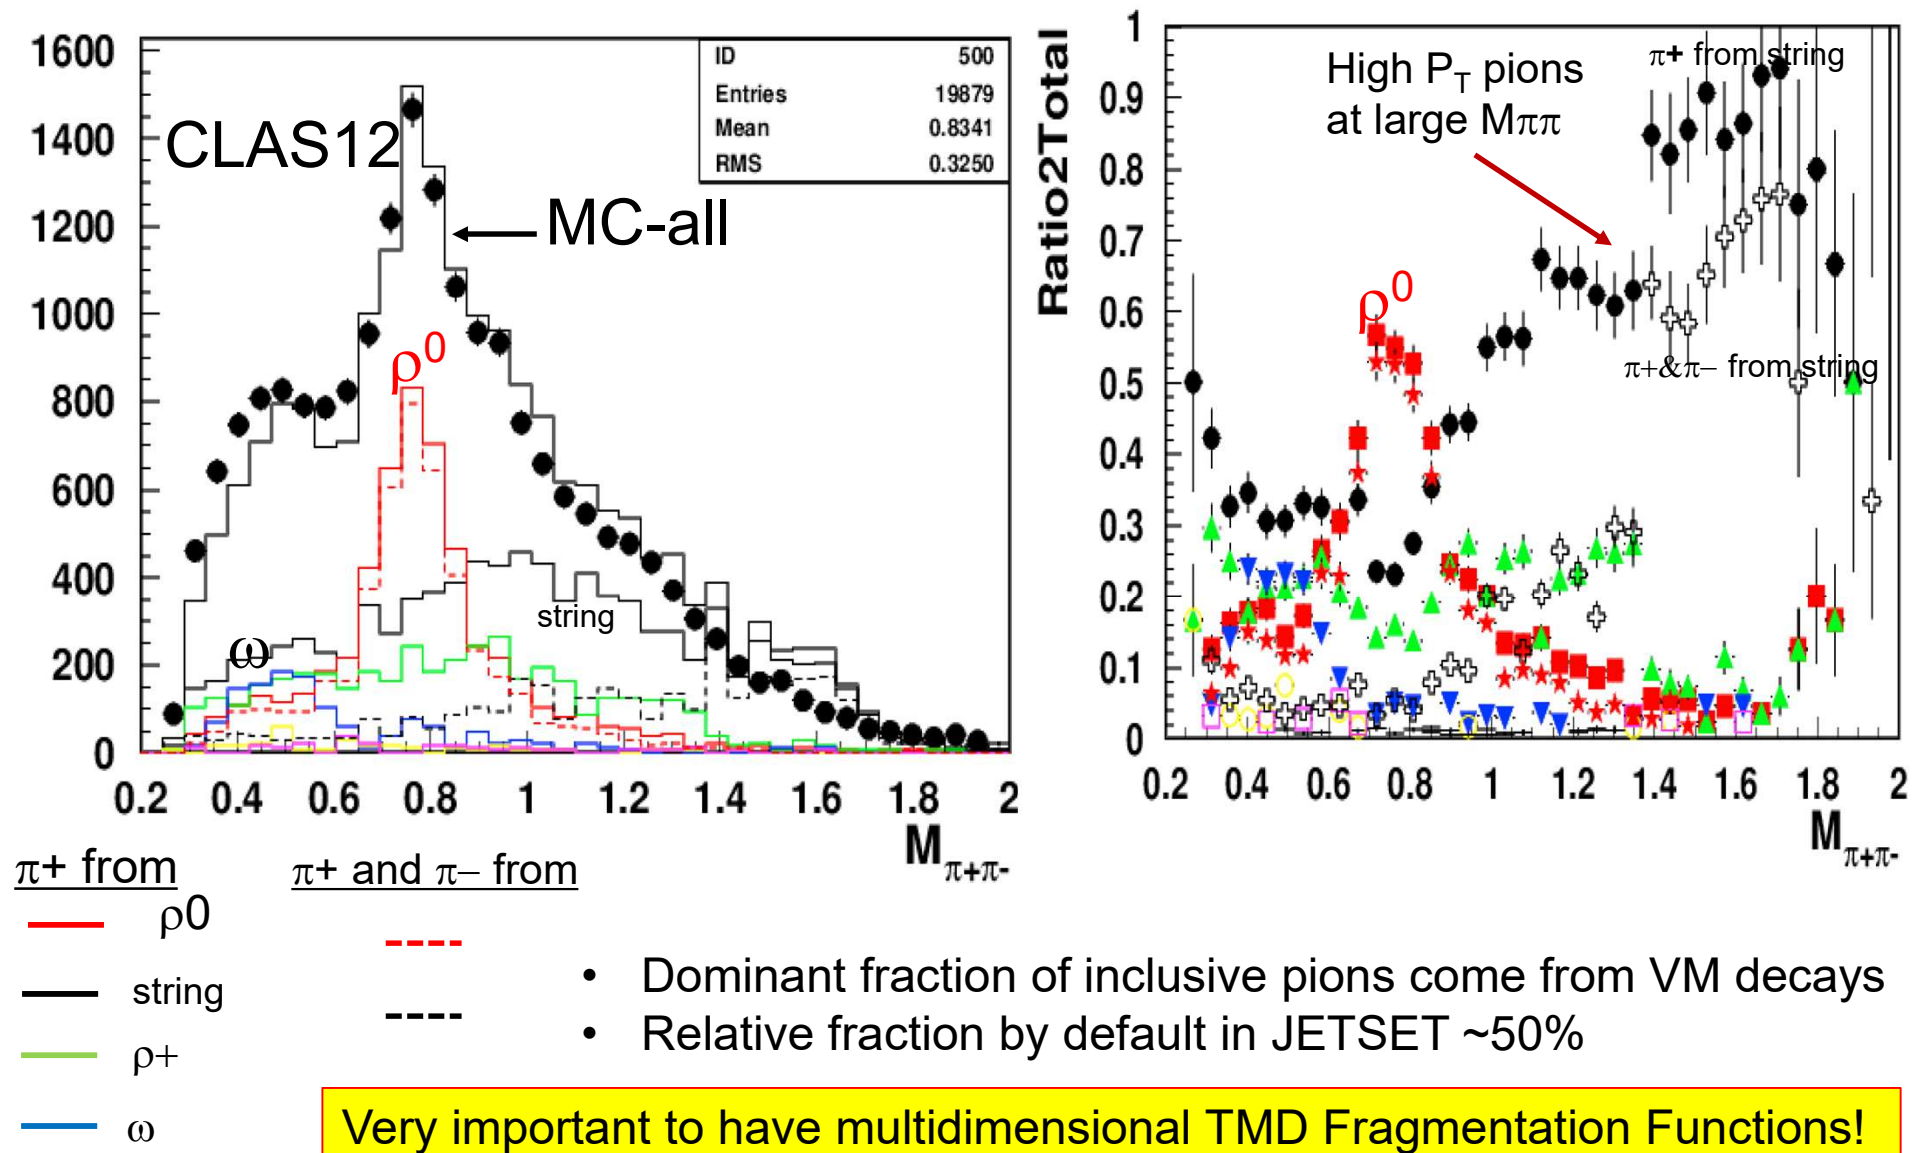 1600
1400
1200
1000
800
600
400
200
0
0.2 0.4 0.6 0.8 1 1.2 1.4 1.6 1.8 2
Mπ+π-
CLAS12
ID 500
Entries 19879
Mean 0.8341
RMS 0.3250
MC-all
ρ0
string
ω
Ratio2Total
1
0.9
0.8
0.7
0.6
0.5
0.4
0.3
0.2
0.1
0
0.2 0.4 0.6 0.8 1 1.2 1.4 1.6 1.8 2
Mπ+π-
High PT pions
at large Mππ
π+ from string
ρ0
π+&π− from string
π+ from
ρ0
string
ρ+
ω
π+ and π− from
• Dominant fraction of inclusive pions come from VM decays
• Relative fraction by default in JETSET ~50%
Very important to have multidimensional TMD Fragmentation Functions!